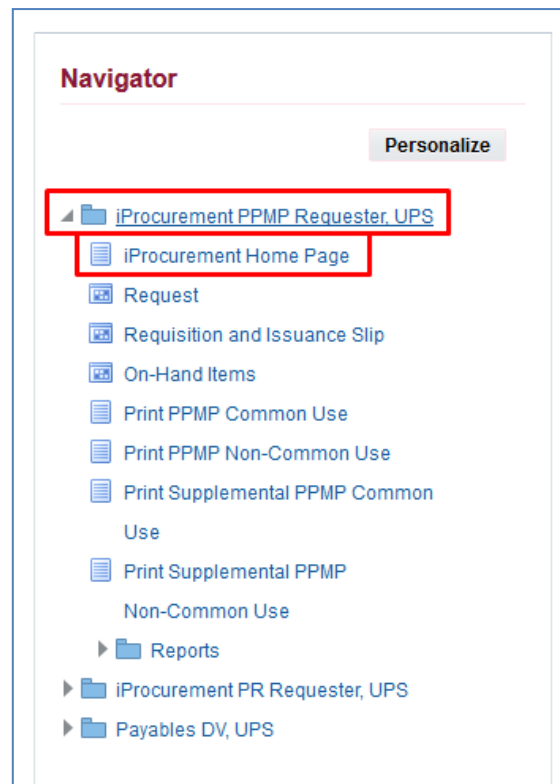 Navigator
Personalize
iProcurement PPMP Requester, UPS
iProcurement Home Page
Request
Requisition and Issuance Slip
On-Hand Items
Print PPMP Common Use
Print PPMP Non-Common Use
Print Supplemental PPMP Common
Use
Print Supplemental PPMP
Non-Common Use
Reports
iProcurement PR Requester, UPS
Payables DV, UPS